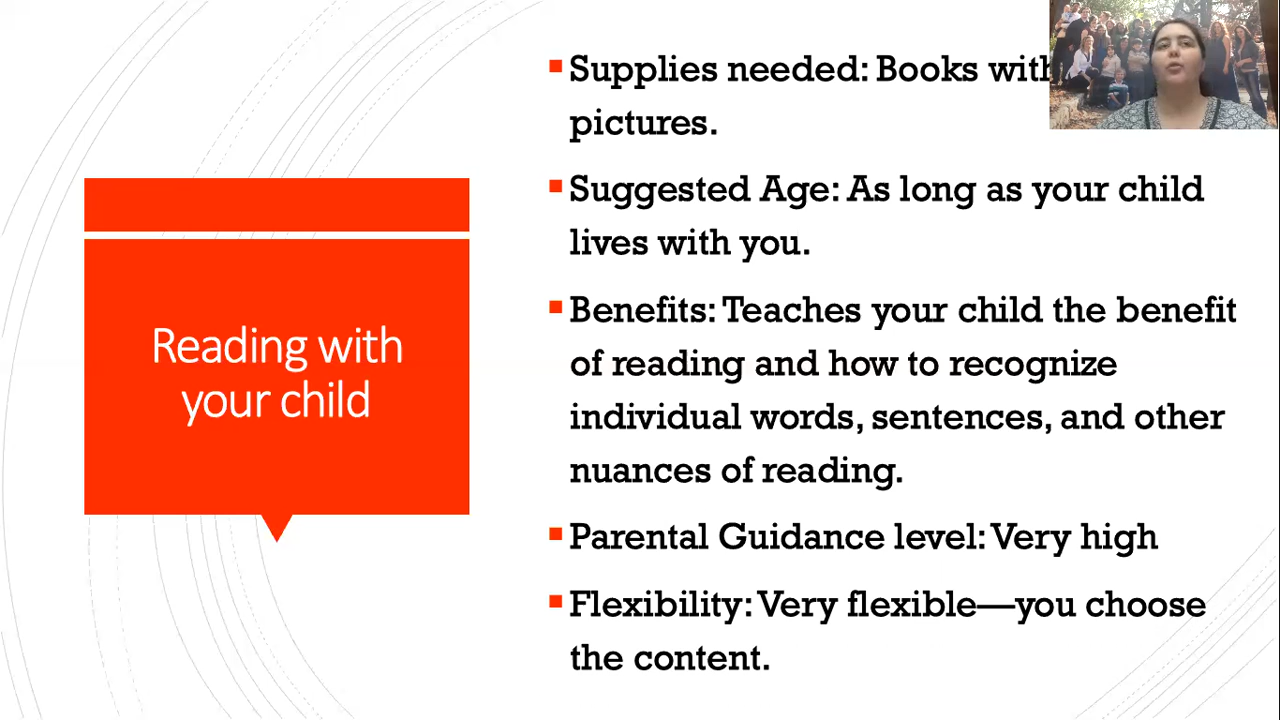 Reading with
your child
▪Supplies needed: Books with
pictures.
▪Suggested Age: As long as your child
lives with you.
▪Benefits: Teaches your child the benefit
of reading and how to recognize
individual words, sentences, and other
nuances of reading.
▪Parental Guidance level: Very high
▪Flexibility: Very flexible—you choose
the content.